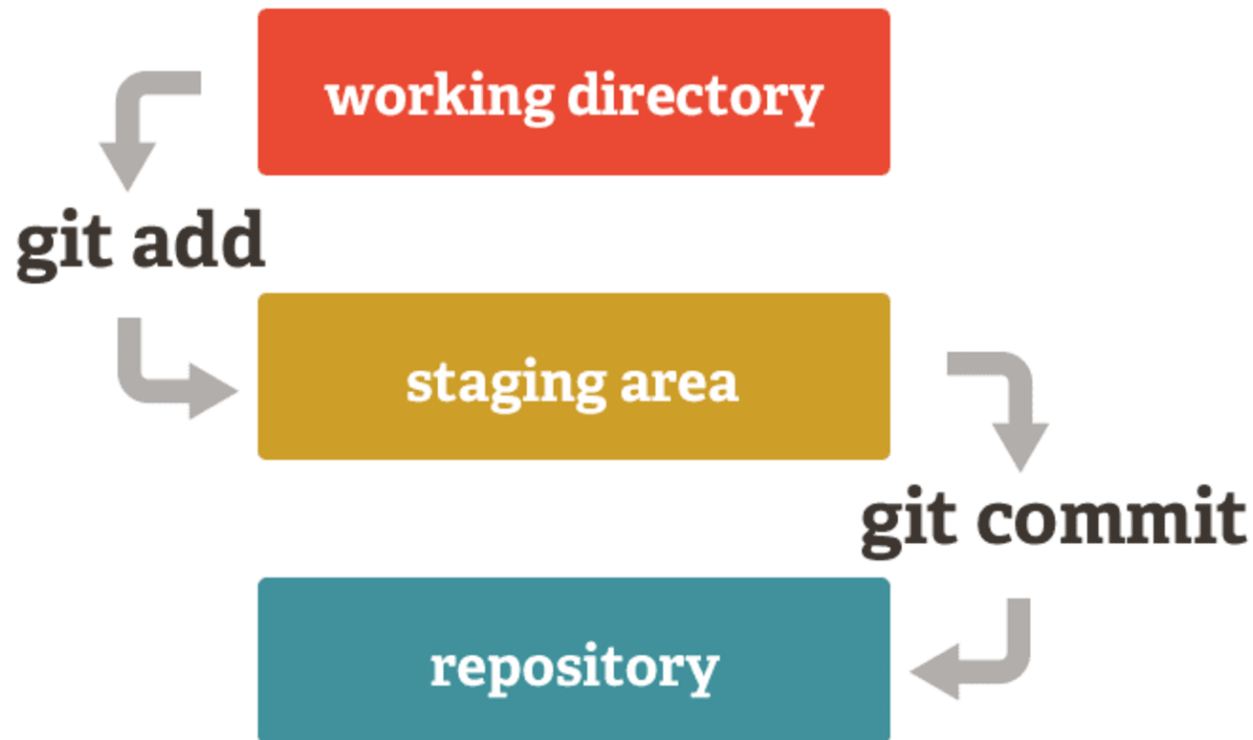 working directory
git add
staging area
git commit
repository